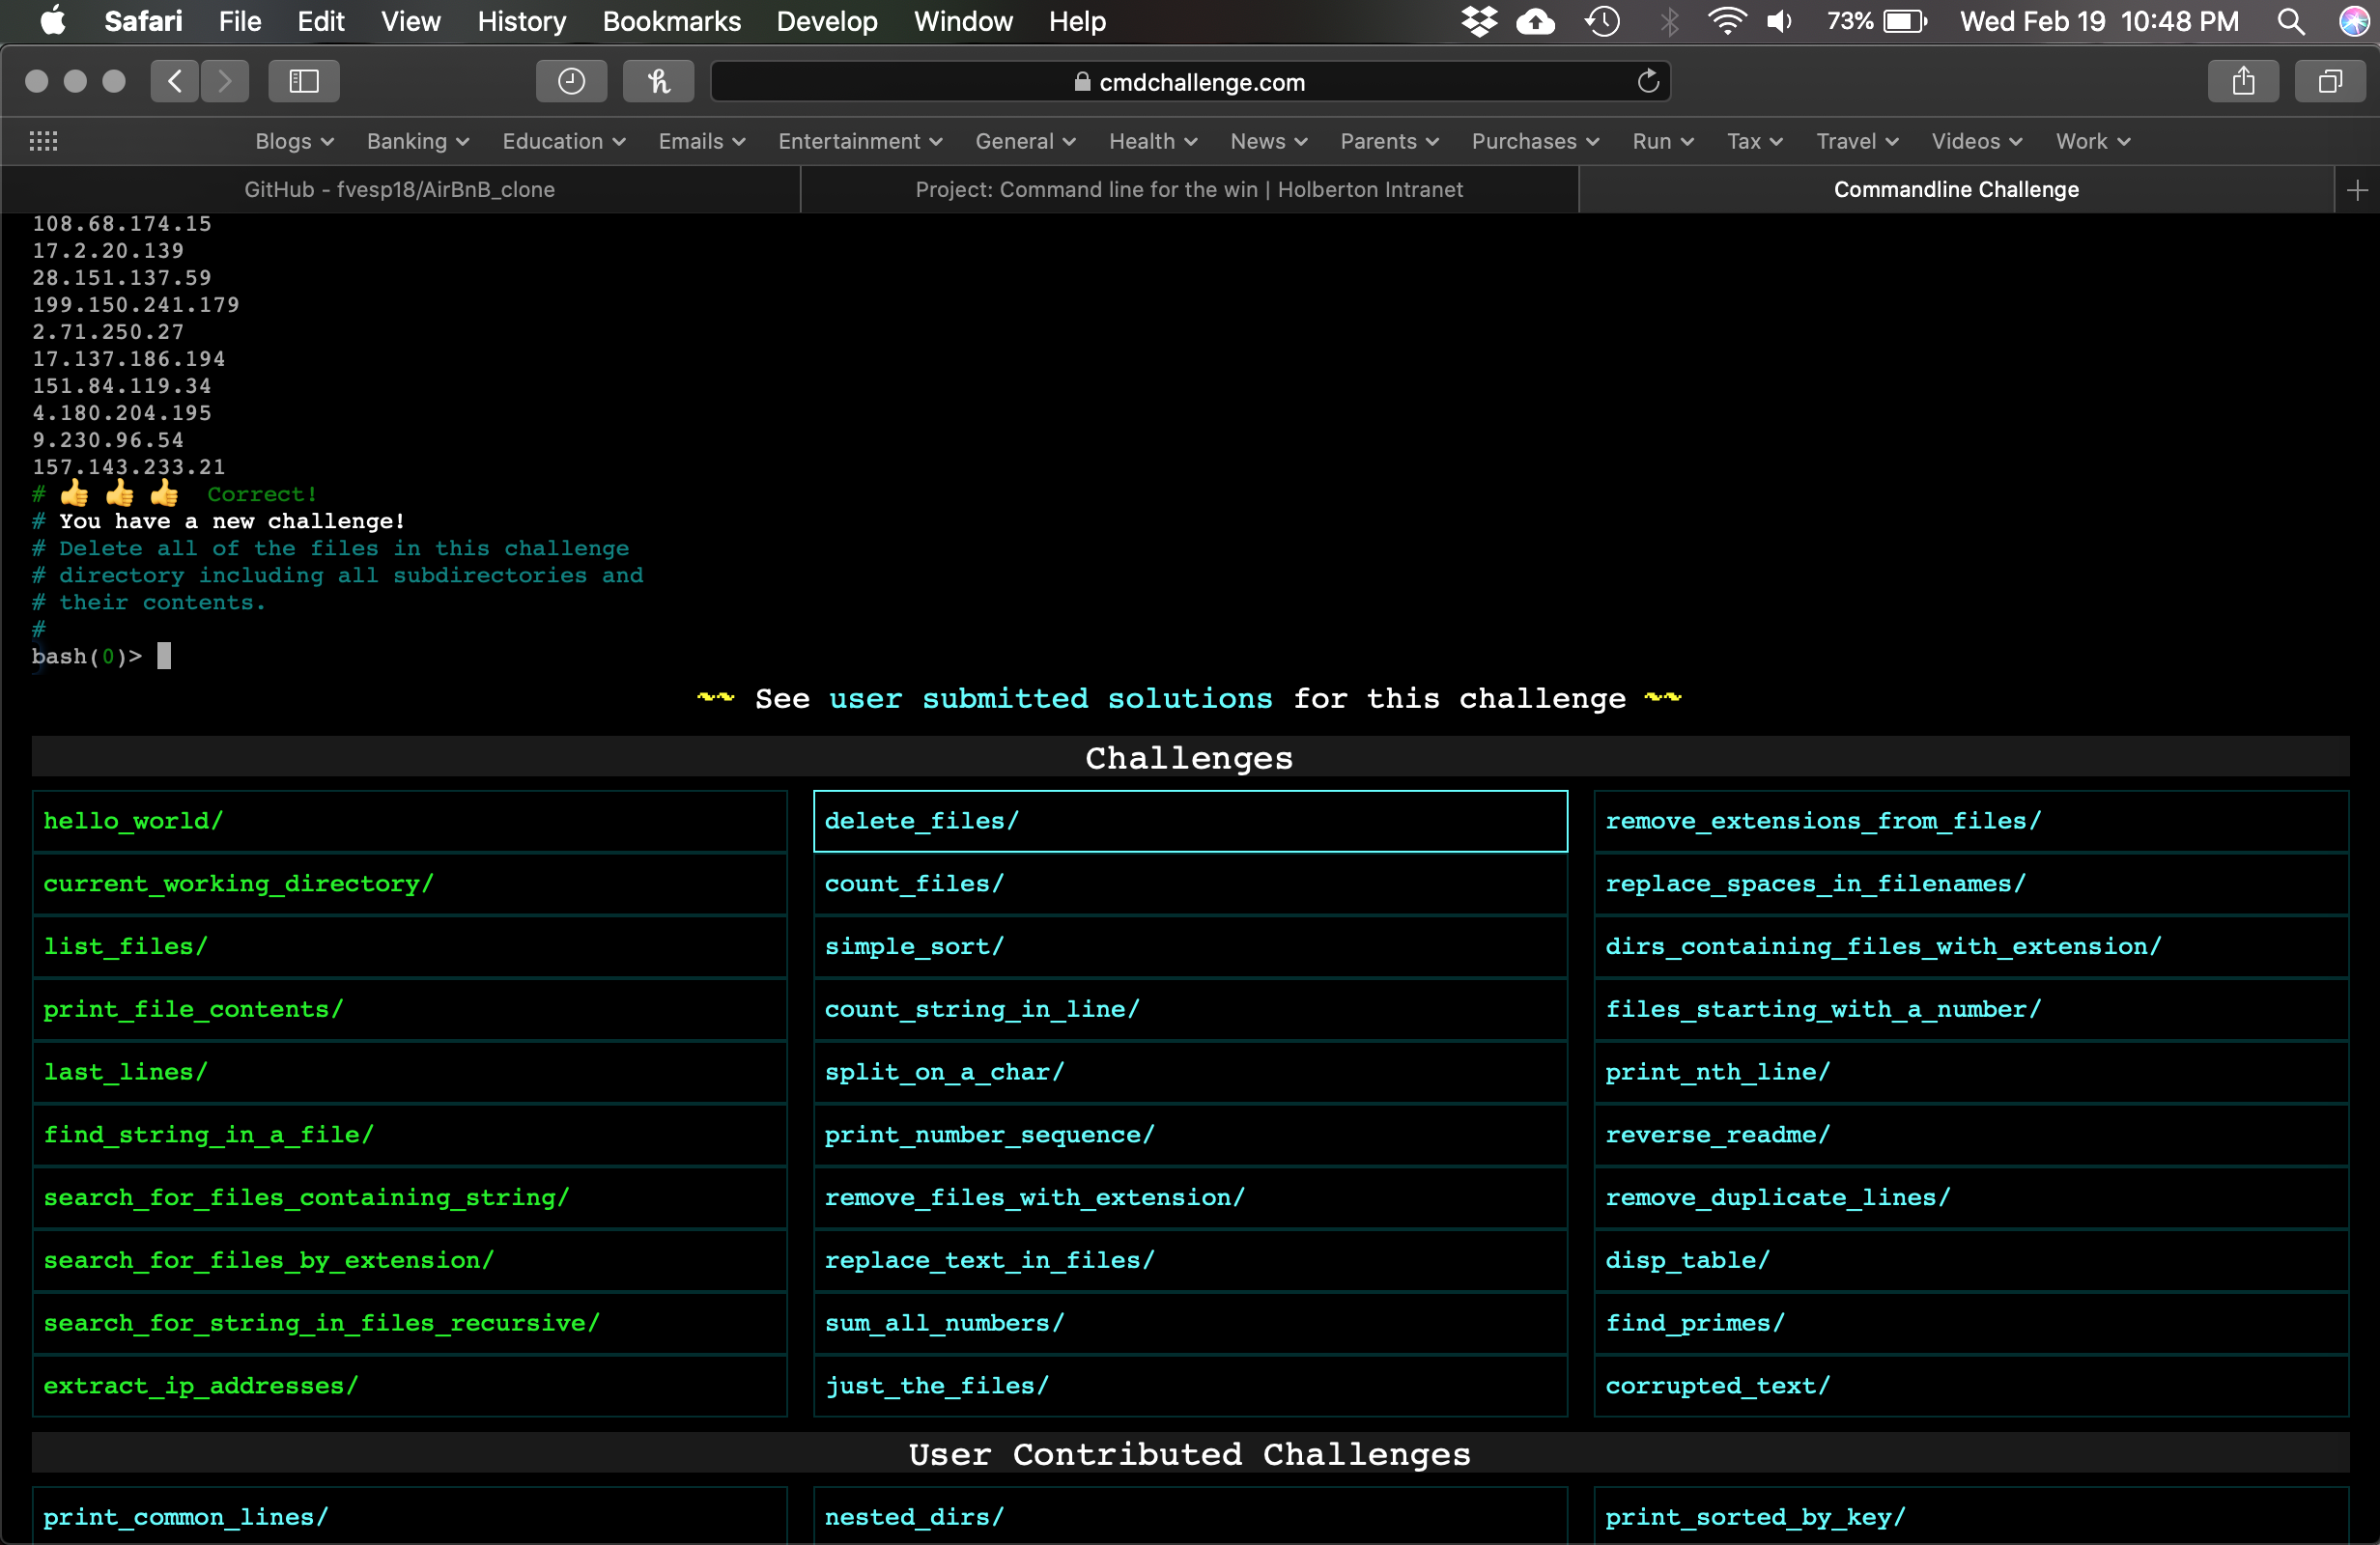 Safari File Edit View History Bookmarks Develop Window Help 73% Wed Feb 19 10:48 PM
cmdchallenge.com
Blogs Banking Education Emails Entertainment General Health News Parents Purchases Run Tax Travel Videos Work
GitHub - fvesp18/AirBnB_clone Project: Command line for the win | Holberton Intranet Commandline Challenge
108.68.174.15
17.2.20.139
28.151.137.59
199.150.241.179
2.71.250.27
17.137.186.194
151.84.119.34
4.180.204.195
9.230.96.54
157.143.233.21
# 👍 👍 👍 Correct!
# You have a new challenge!
# Delete all of the files in this challenge
# directory including all subdirectories and
# their contents.
#
bash(0)>
~~ See user submitted solutions for this challenge ~~
Challenges
hello_world/ delete_files/ remove_extensions_from_files/
current_working_directory/ count_files/ replace_spaces_in_filenames/
list_files/ simple_sort/ dirs_containing_files_with_extension/
print_file_contents/ count_string_in_line/ files_starting_with_a_number/
last_lines/ split_on_a_char/ print_nth_line/
find_string_in_a_file/ print_number_sequence/ reverse_readme/
search_for_files_containing_string/ remove_files_with_extension/ remove_duplicate_lines/
search_for_files_by_extension/ replace_text_in_files/ disp_table/
search_for_string_in_files_recursive/ sum_all_numbers/ find_primes/
extract_ip_addresses/ just_the_files/ corrupted_text/
User Contributed Challenges
print_common_lines/ nested_dirs/ print_sorted_by_key/